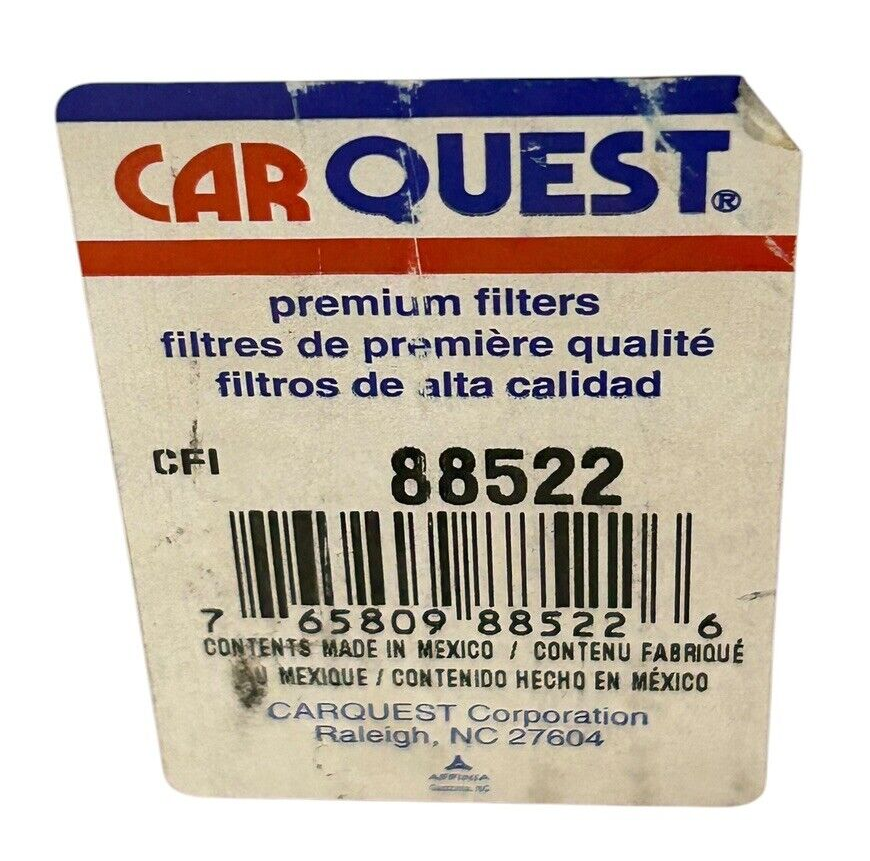 CARQUEST®
premium filters
filtres de première qualité
filtros de alta calidad
CFI 88522
7 65809 88522 6
CONTENTS MADE IN MEXICO / CONTENU FABRIQUÉ
MEXIQUE / CONTENIDO HECHO EN MÉXICO
CARQUEST Corporation
Raleigh, NC 27604
AFFINIA